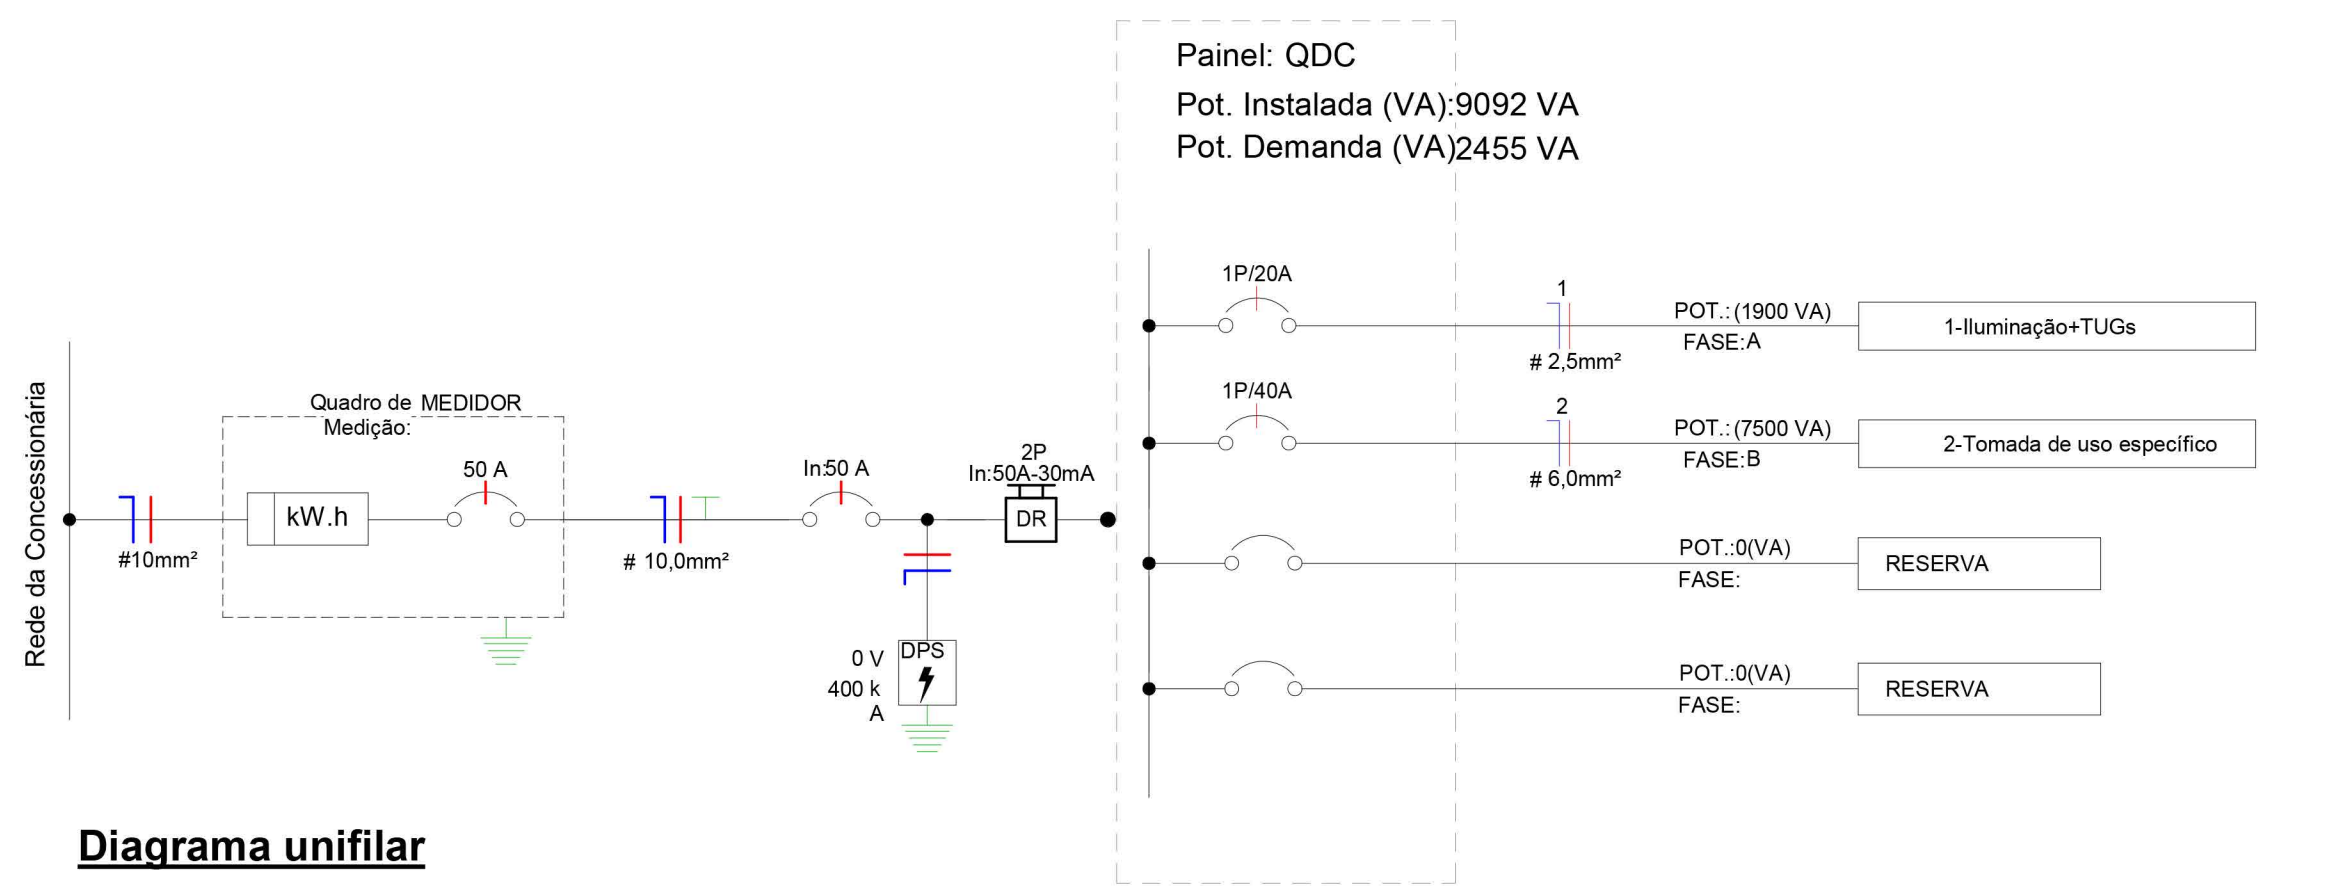 Painel: QDC
Pot. Instalada (VA):9092 VA
Pot. Demanda (VA)2455 VA
Rede da Concessionária
#10mm²
Quadro de MEDIDOR
Medição:
kW.h
50 A
# 10,0mm²
In:50 A
2P
In:50A-30mA
DR
DPS
0 V
400 k
A
1P/20A
1
# 2,5mm²
POT.: (1900 VA)
FASE:A
1-Iluminação+TUGs
1P/40A
2
# 6,0mm²
POT.: (7500 VA)
FASE:B
2-Tomada de uso específico
POT.:0(VA)
FASE:
RESERVA
POT.:0(VA)
FASE:
RESERVA
Diagrama unifilar